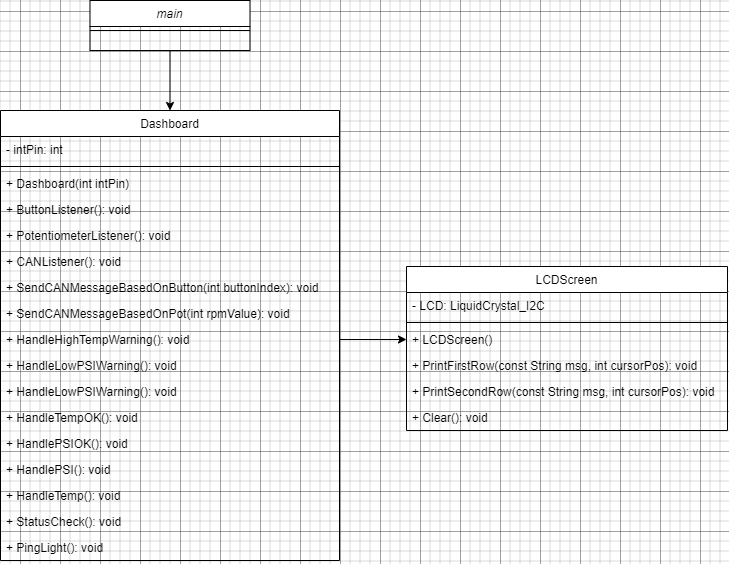 main
Dashboard
- intPin: int
+ Dashboard(int intPin)
+ ButtonListener(): void
+ PotentiometerListener(): void
+ CANListener(): void
+ SendCANMessageBasedOnButton(int buttonIndex): void
+ SendCANMessageBasedOnPot(int rpmValue): void
+ HandleHighTempWarning(): void
+ HandleLowPSIWarning(): void
+ HandleLowPSIWarning(): void
+ HandleTempOK(): void
+ HandlePSIOK(): void
+ HandlePSI(): void
+ HandleTemp(): void
+ StatusCheck(): void
+ PingLight(): void
LCDScreen
- LCD: LiquidCrystal_I2C
+ LCDScreen()
+ PrintFirstRow(const String msg, int cursorPos): void
+ PrintSecondRow(const String msg, int cursorPos): void
+ Clear(): void